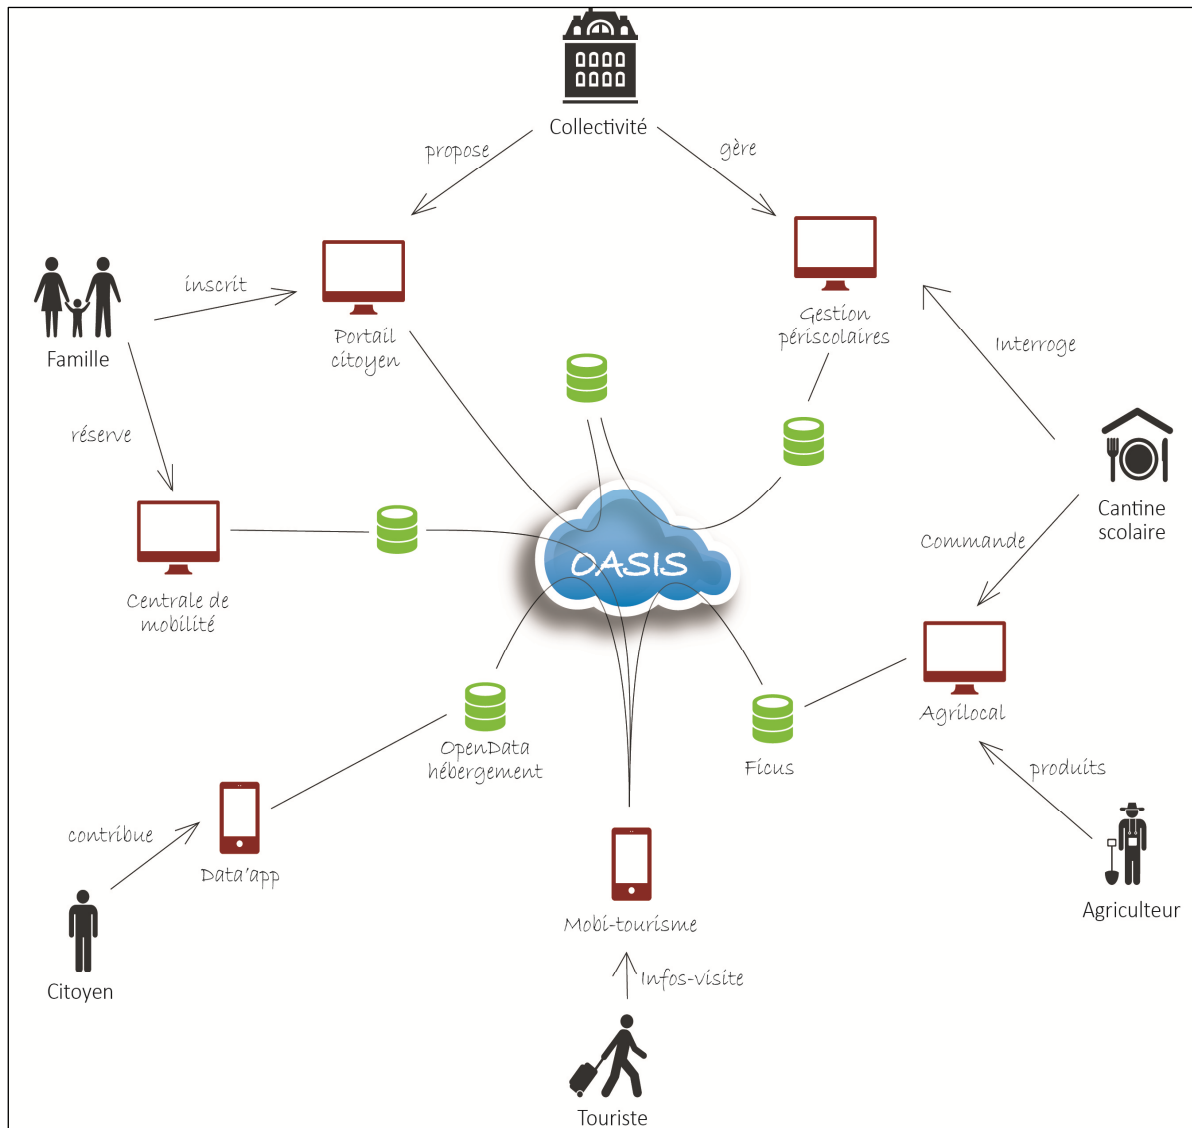 Collectivité
propose
gère
inscrit
Famille
Portail
citoyen
Gestion
périscolaires
Interroge
réserve
Cantine
scolaire
Commande
OASIS
Centrale de
mobilité
Agrilocal
OpenData
hébergement
Ficus
produits
contribue
Data'app
Mobi-tourisme
Agriculteur
Infos-visite
Citoyen
Touriste